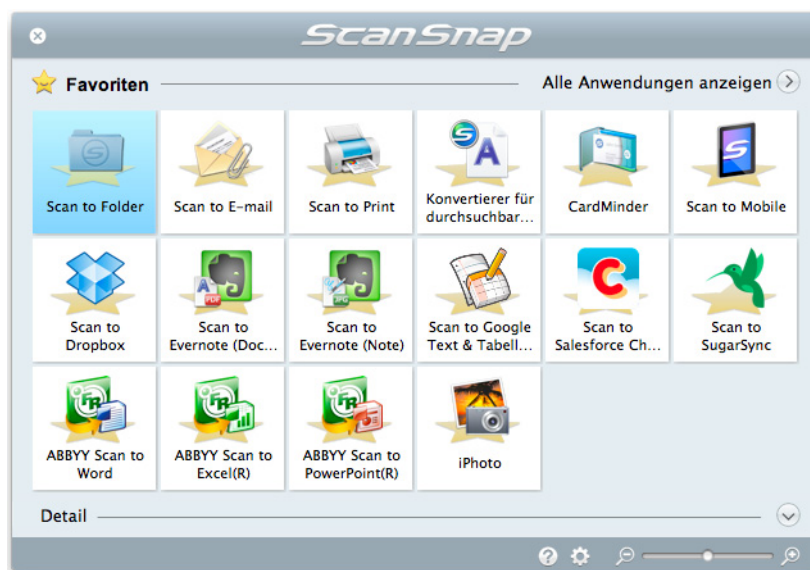 ScanSnap
Favoriten
Alle Anwendungen anzeigen
Scan to Folder
Scan to E-mail
Scan to Print
Konvertierer für
durchsuchbar...
CardMinder
Scan to Mobile
Scan to
Dropbox
Scan to
Evernote (Doc...
Scan to
Evernote (Note)
Scan to Google
Text & Tabell...
Scan to
Salesforce Ch...
Scan to
SugarSync
ABBYY Scan to
Word
ABBYY Scan to
Excel(R)
ABBYY Scan to
PowerPoint(R)
iPhoto
Detail